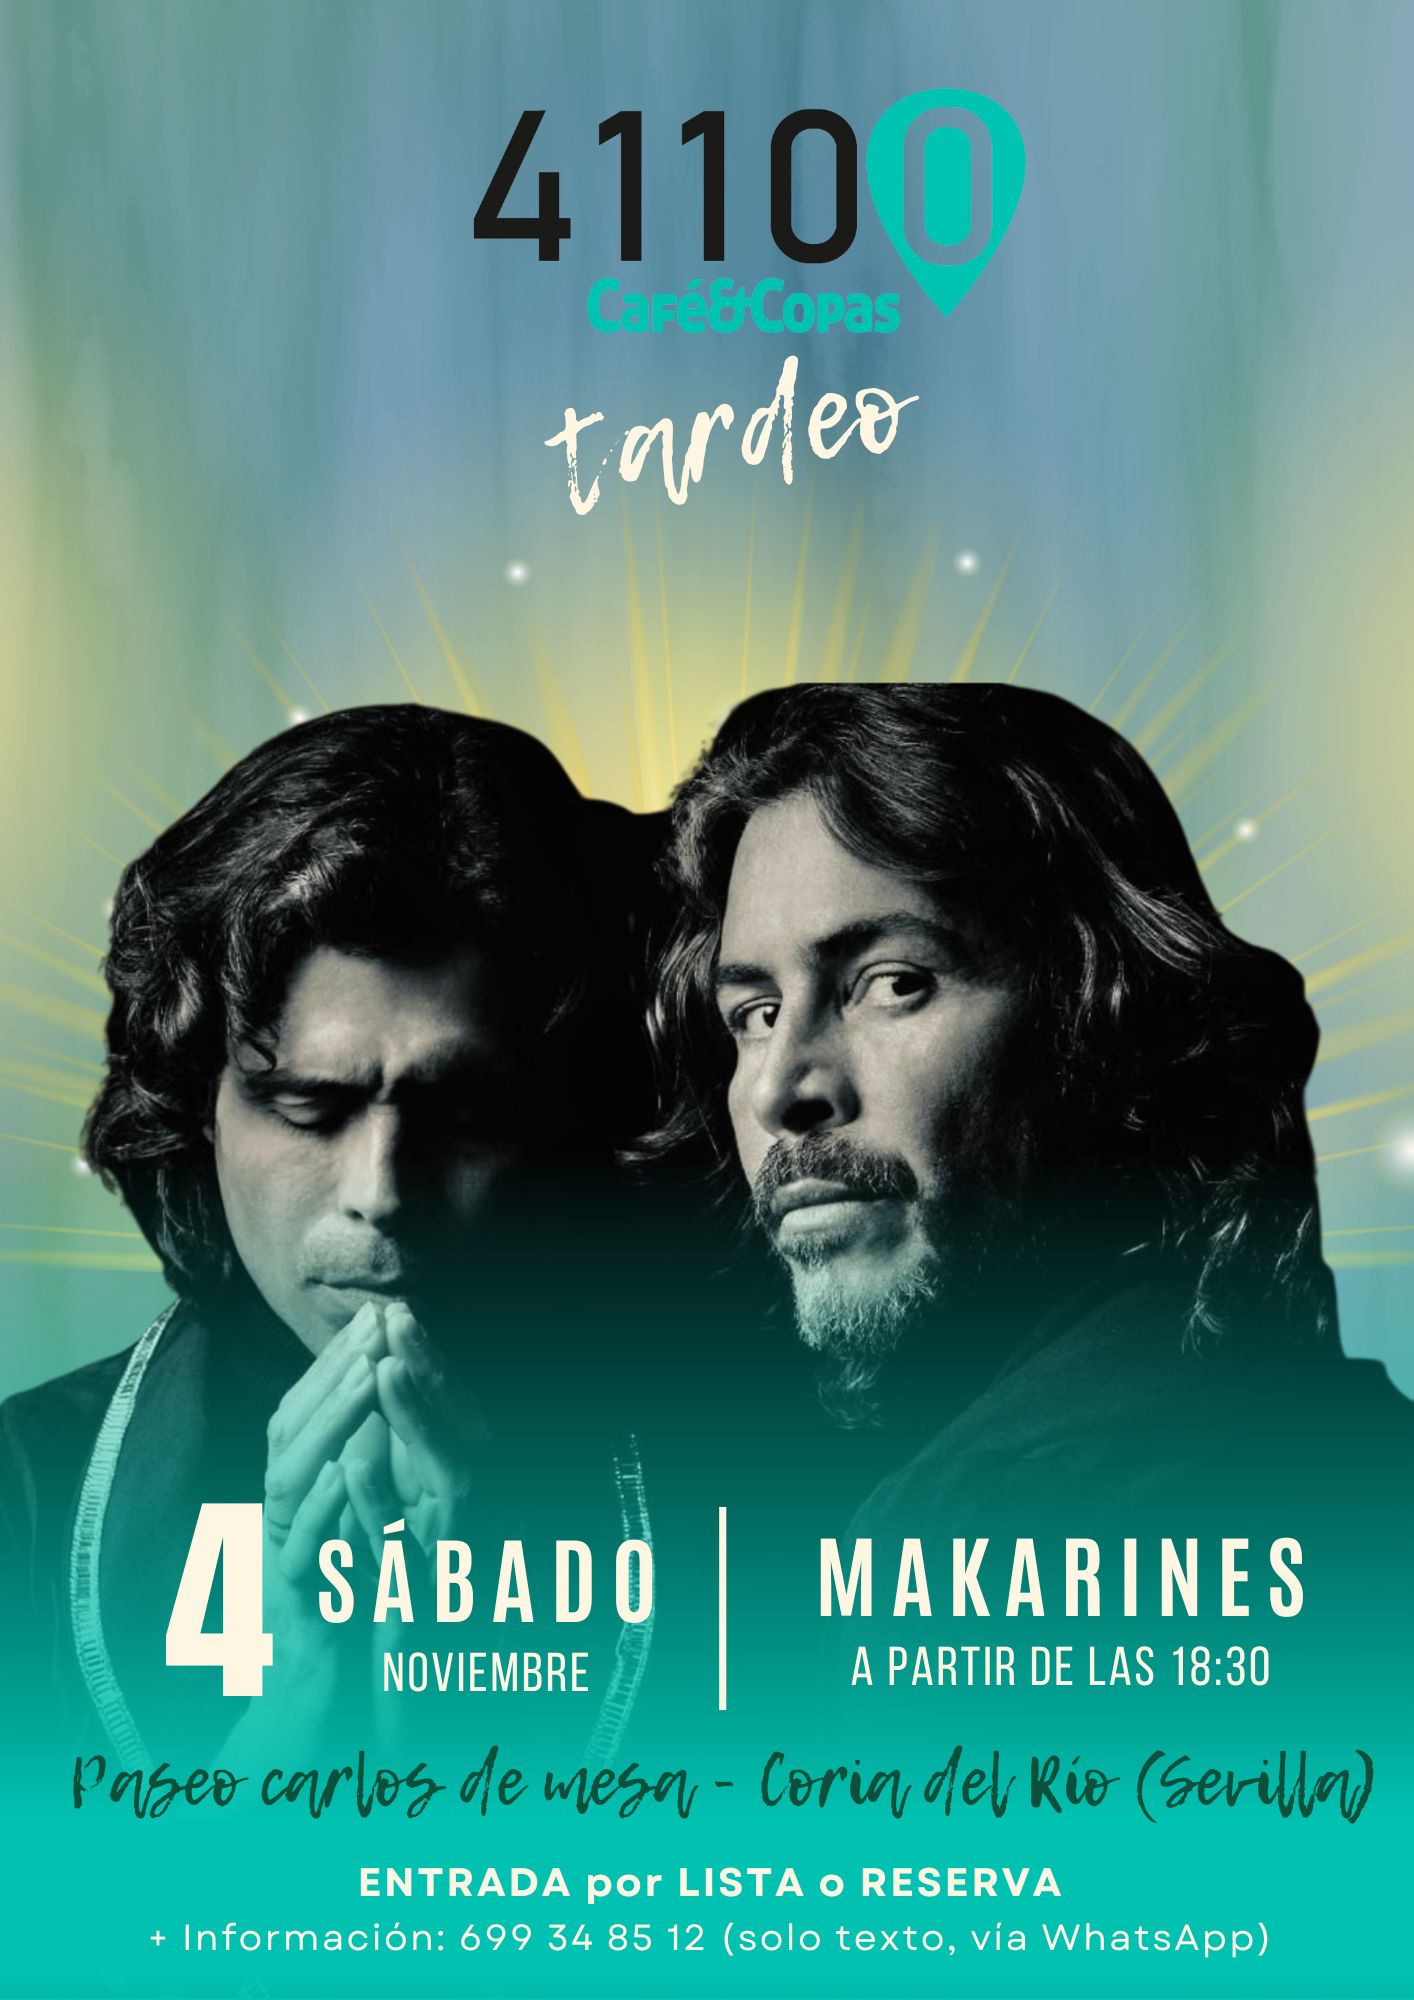 41100
Café&Copas
tardeo
4 SÁBADO
NOVIEMBRE
MAKARINES
A PARTIR DE LAS 18:30
Paseo carlos de mesa - Coria del Río (Sevilla)
ENTRADA por LISTA o RESERVA
+ Información: 699 34 85 12 (solo texto, vía WhatsApp)